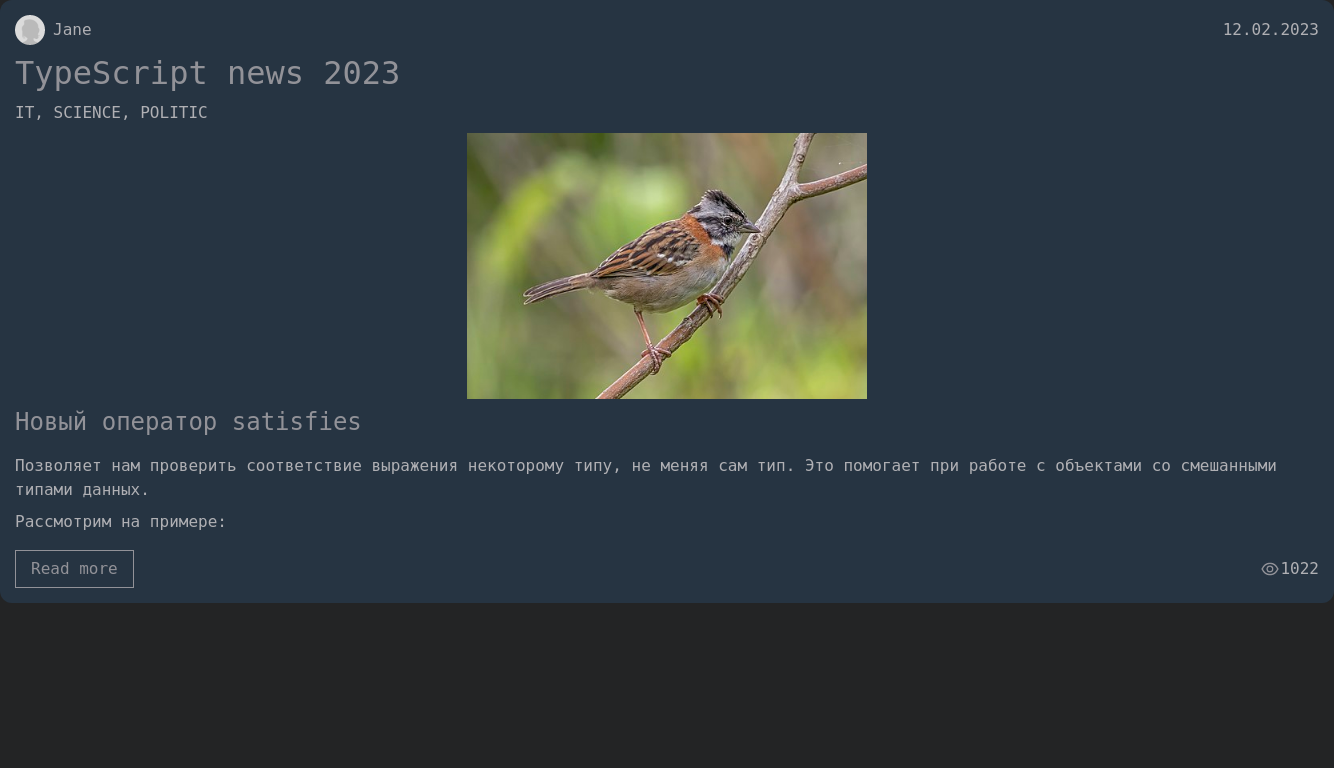 Jane
12.02.2023
TypeScript news 2023
IT, SCIENCE, POLITIC
Новый оператор satisfies
Позволяет нам проверить соответствие выражения некоторому типу, не меняя сам тип. Это помогает при работе с объектами со смешанными
типами данных.
Рассмотрим на примере:
Read more
1022